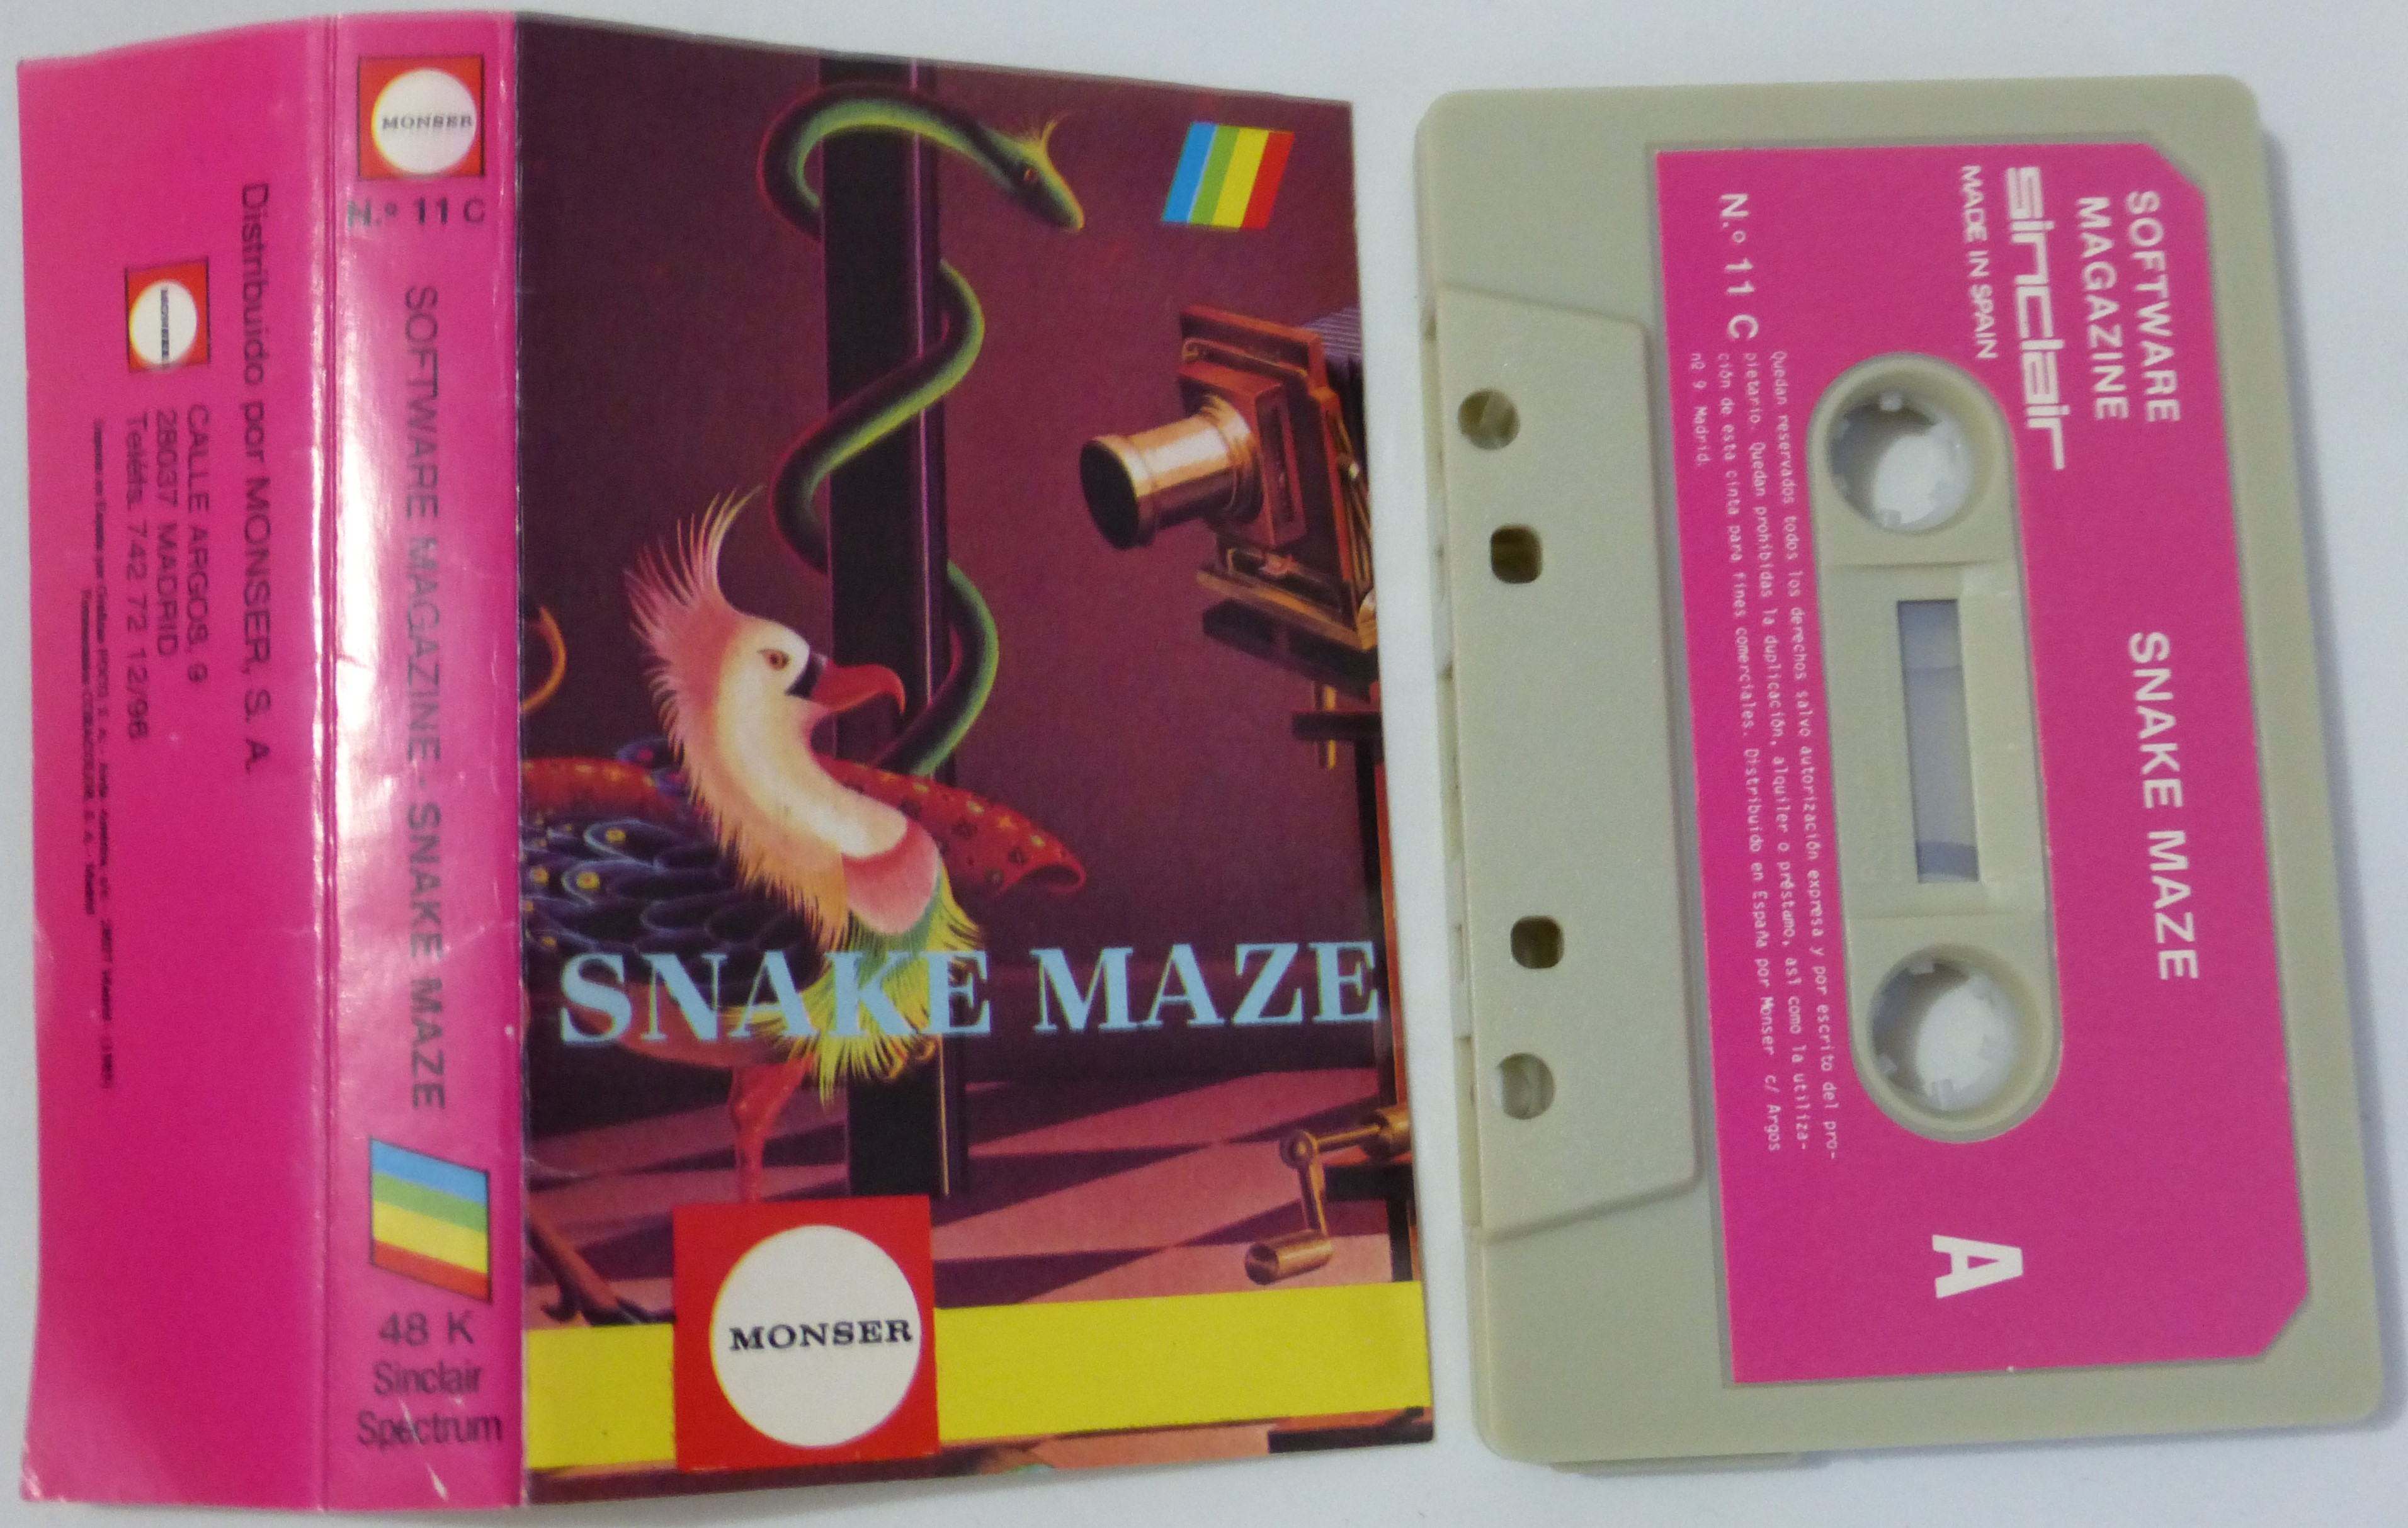 Distribuido por MONSER, S. A.
MONSER
CALLE ARGOS, 9
28037 MADRID
Teléfs. 742 72 12/96
MONSER
N.º 11 C
SOFTWARE MAGAZINE - SNAKE MAZE
48 K
Sinclair
Spectrum
SNAKE MAZE
MONSER
SOFTWARE
MAGAZINE
sinclair
MADE IN SPAIN
SNAKE MAZE
N.º 11 C
A
Quedan reservados todos los derechos salvo autorización expresa y por escrito del pro-
pietario. Quedan prohibidas la duplicación, alquiler o préstamo, así como la utiliza-
ción de esta cinta para fines comerciales. Distribuido en España por Monser c/ Argos
nº 9 Madrid.